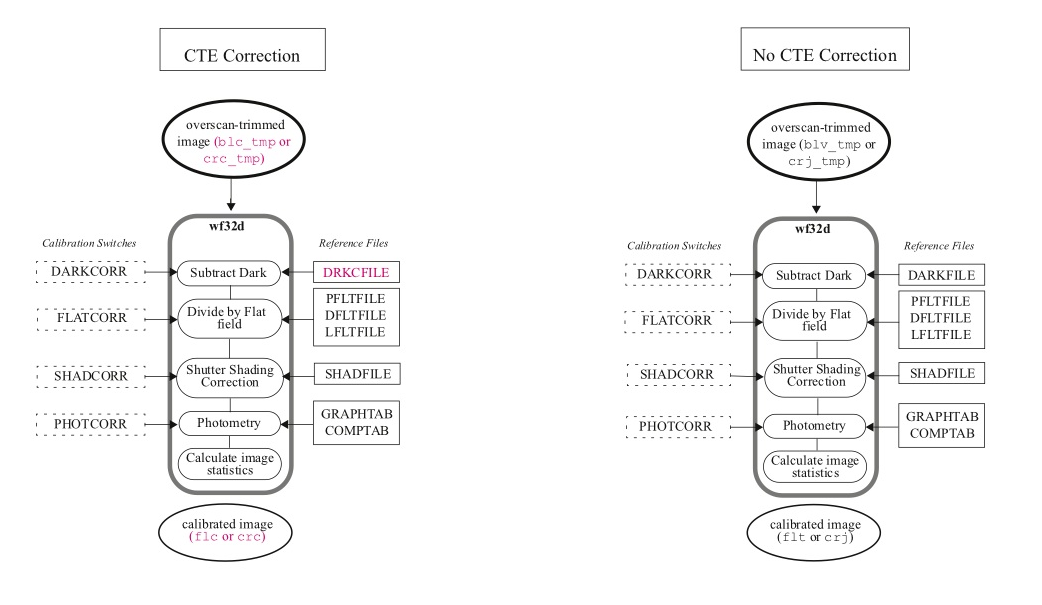 CTE Correction
overscan-trimmed
image (blc_tmp or
crc_tmp)
wf32d
Calibration Switches
Reference Files
DARKCORR
Subtract Dark
DRKCFILE
FLATCORR
Divide by Flat
field
PFLTFILE
DFLTFILE
LFLTFILE
SHADCORR
Shutter Shading
Correction
SHADFILE
PHOTCORR
Photometry
GRAPHTAB
COMPTAB
Calculate image
statistics
calibrated image
(flc or crc)
No CTE Correction
overscan-trimmed
image (blv_tmp or
crj_tmp)
wf32d
Calibration Switches
Reference Files
DARKCORR
Subtract Dark
DARKFILE
FLATCORR
Divide by Flat
field
PFLTFILE
DFLTFILE
LFLTFILE
SHADCORR
Shutter Shading
Correction
SHADFILE
PHOTCORR
Photometry
GRAPHTAB
COMPTAB
Calculate image
statistics
calibrated image
(flt or crj)